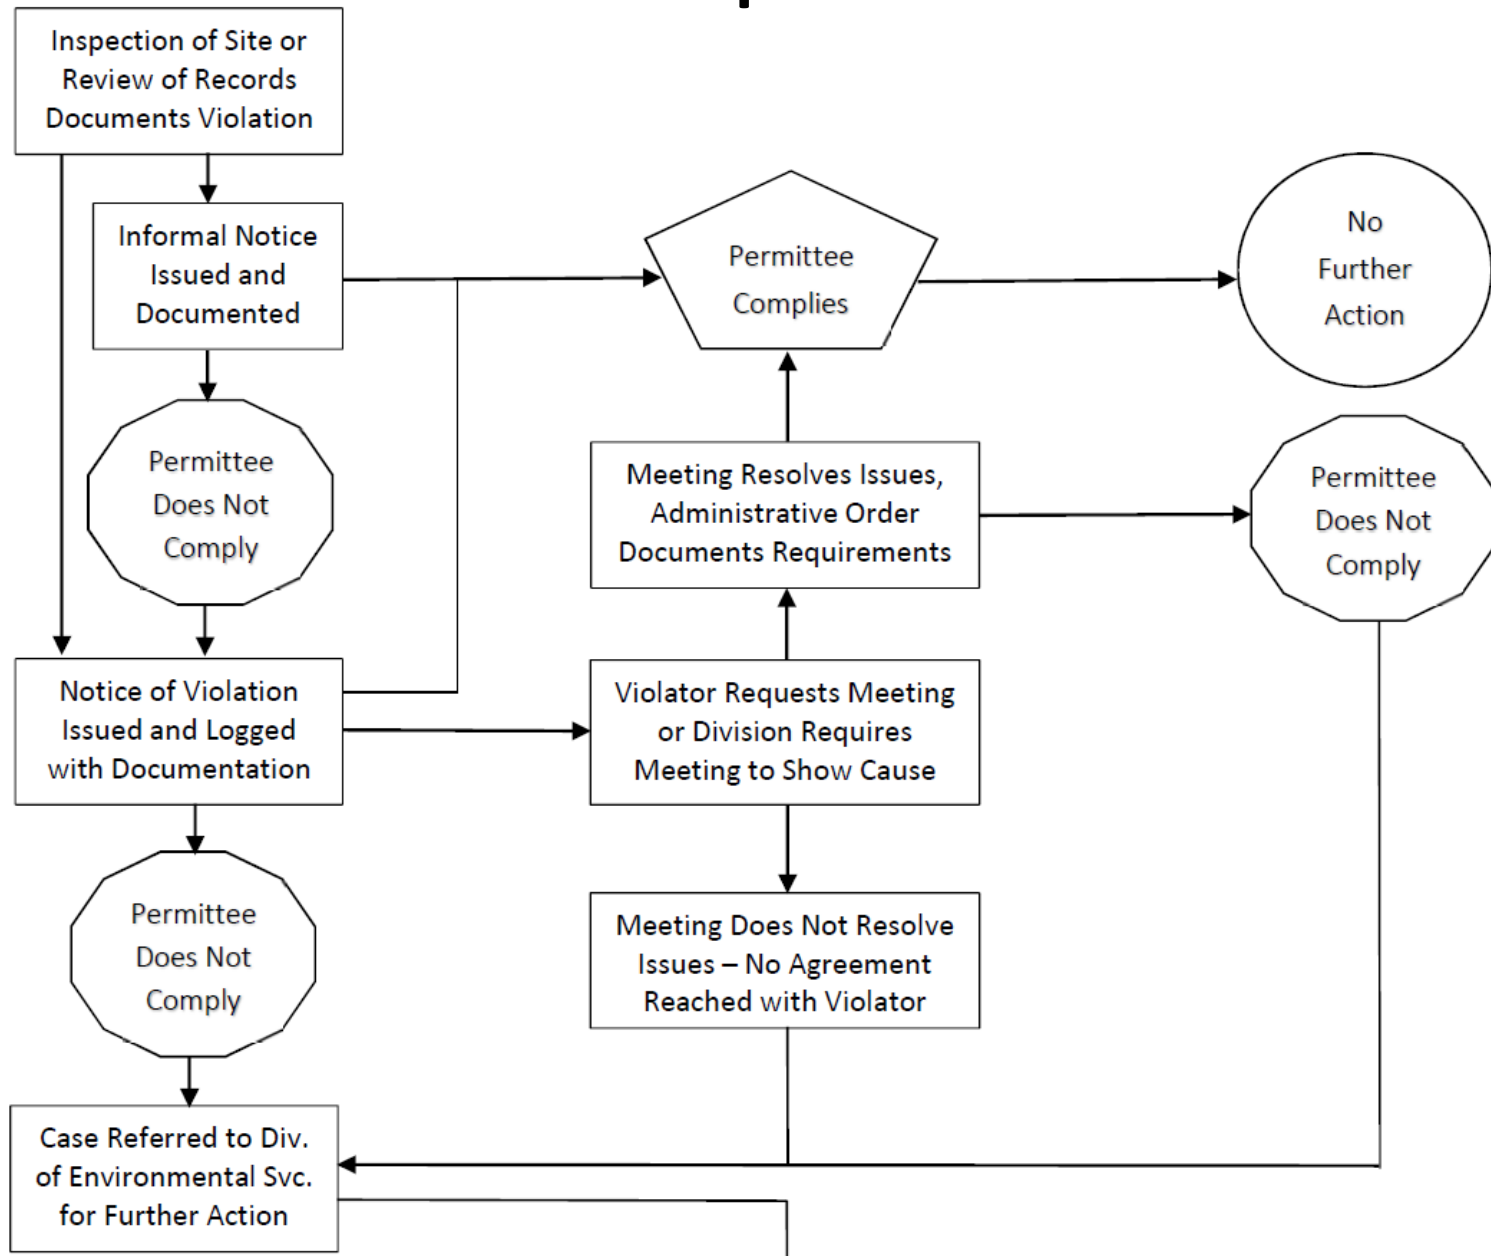 Inspection of Site or
Review of Records
Documents Violation
Informal Notice
Issued and
Documented
Permittee
Complies
No
Further
Action
Permittee
Does Not
Comply
Meeting Resolves Issues,
Administrative Order
Documents Requirements
Permittee
Does Not
Comply
Notice of Violation
Issued and Logged
with Documentation
Violator Requests Meeting
or Division Requires
Meeting to Show Cause
Permittee
Does Not
Comply
Meeting Does Not Resolve
Issues – No Agreement
Reached with Violator
Case Referred to Div.
of Environmental Svc.
for Further Action